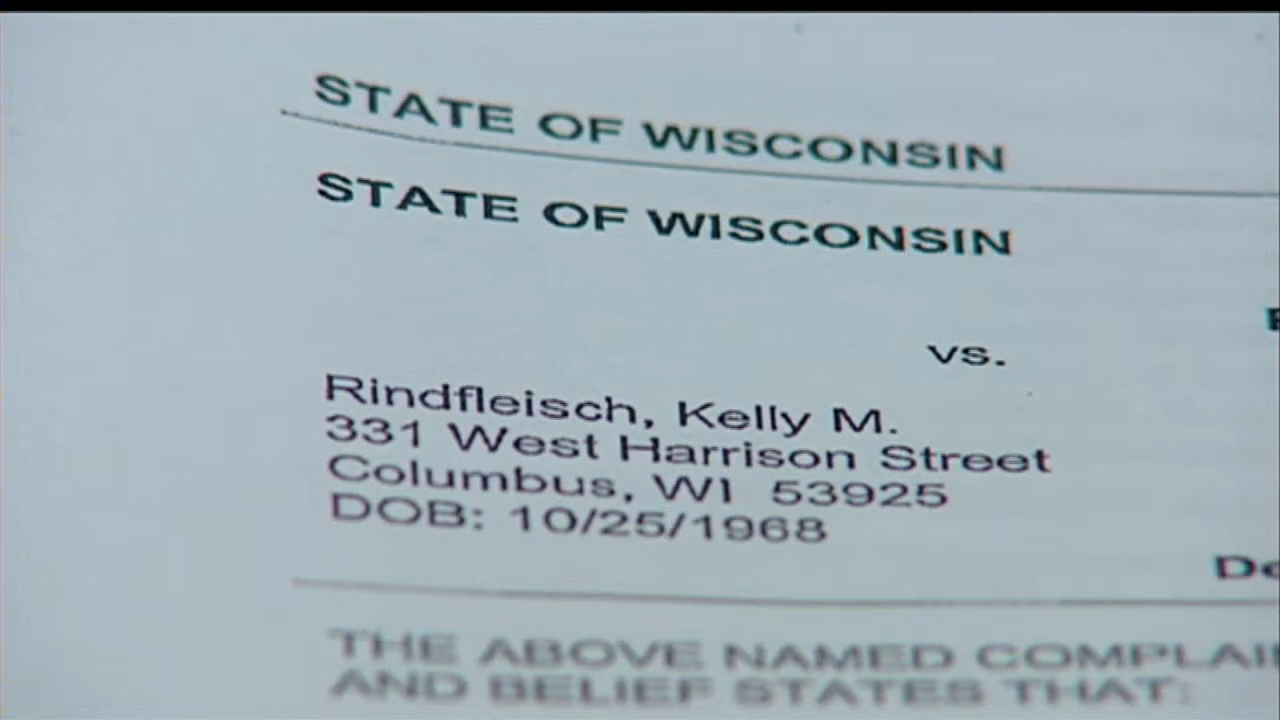 STATE OF WISCONSIN
STATE OF WISCONSIN
vs.
Rindfleisch, Kelly M.
331 West Harrison Street
Columbus, WI 53925
DOB: 10/25/1968
THE ABOVE NAMED
AND BELIEF STATES THAT: